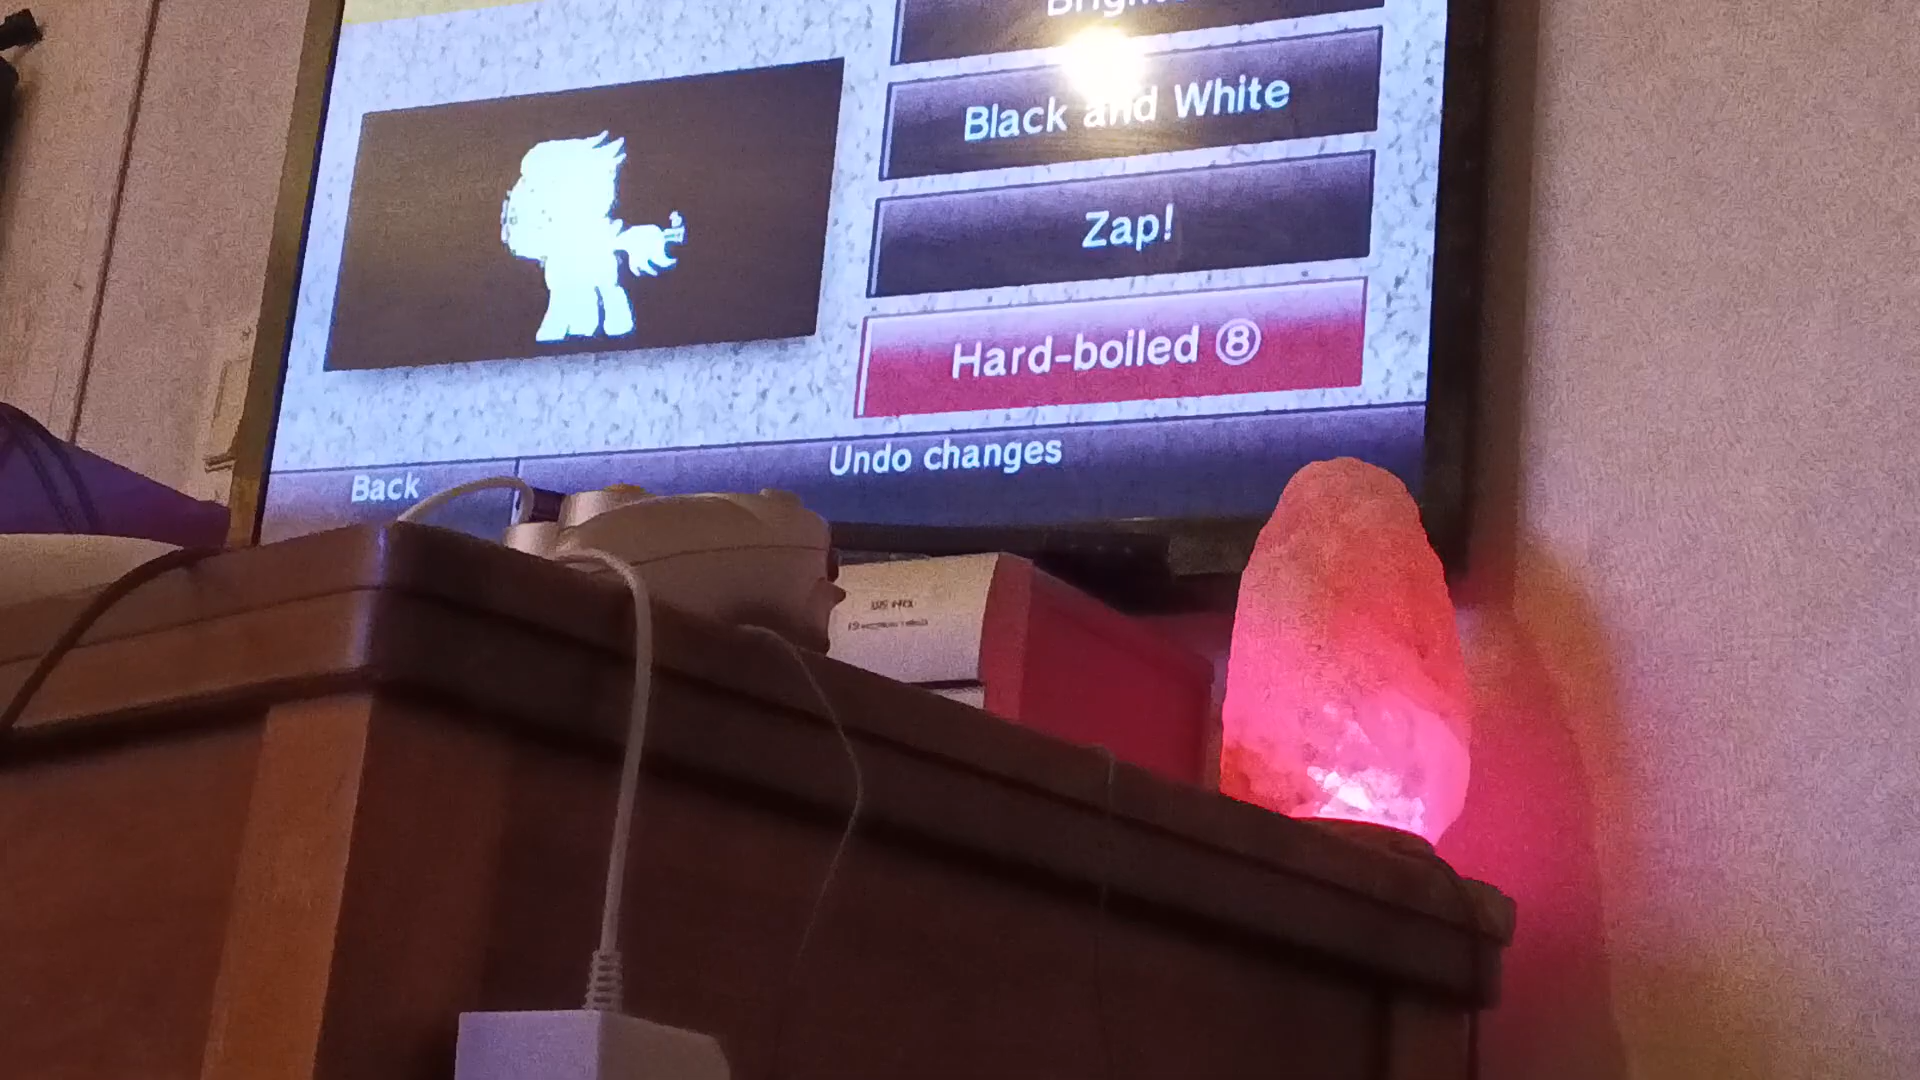 Black and White
Zap!
Hard-boiled ⑧
Undo changes
Back